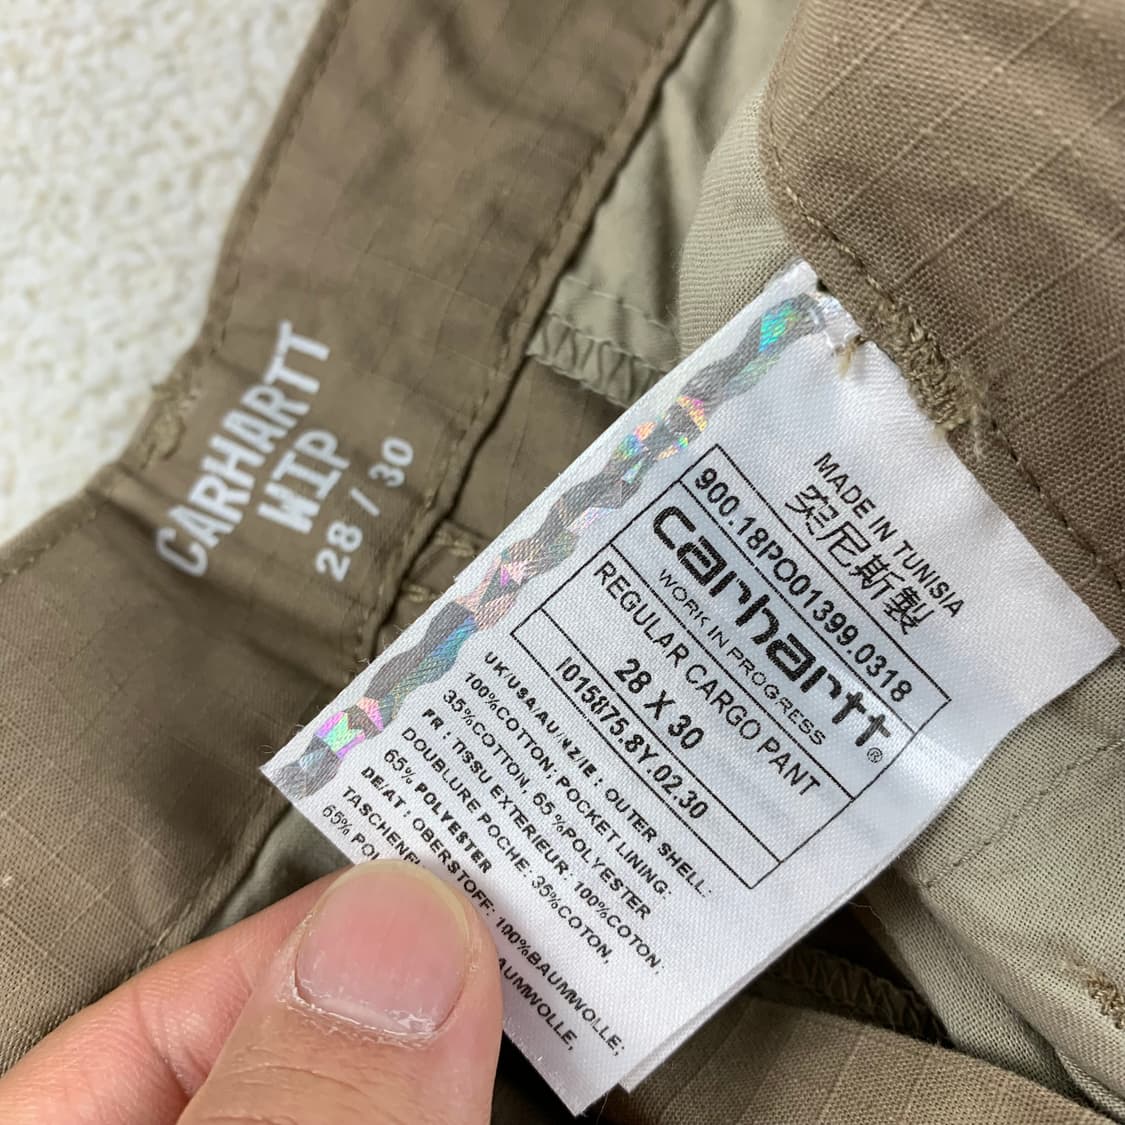 CARHARTT
WIP
28 / 30
MADE IN TUNISIA
突尼斯製
900.18PO01399.0318
carhartt®
WORK IN PROGRESS
REGULAR CARGO PANT
28 X 30
I015875.8Y.02.30
UK/USA/AU/NZ/IE : OUTER SHELL:
100%COTTON; POCKET LINING:
35%COTTON, 65 %POLYESTER
FR : TISSU EXTERIEUR: 100%COTON;
DOUBLURE POCHE: 35%COTON,
65% POLYESTER
DE/AT : OBERSTOFF: 100%BAUMWOLLE;
65%